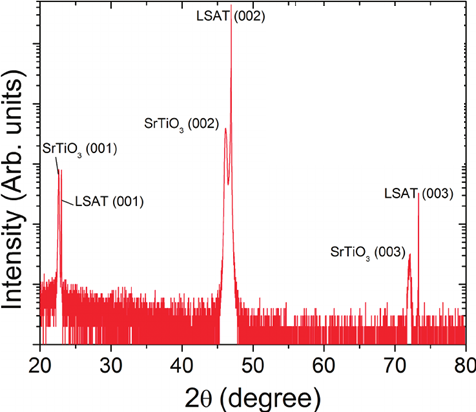 LSAT (002)
SrTiO₃ (002)
SrTiO₃ (001)
LSAT (001)
LSAT (003)
SrTiO₃ (003)
Intensity (Arb. units)
20 30 40 50 60 70 80
2θ (degree)